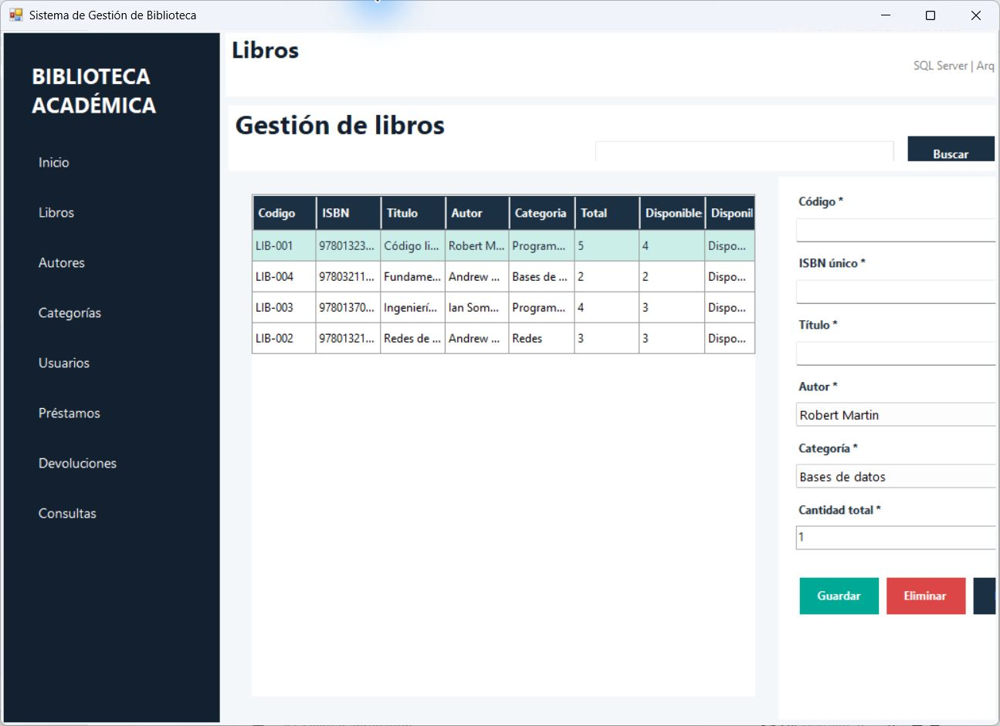 Sistema de Gestión de Biblioteca
BIBLIOTECA
ACADÉMICA
Inicio
Libros
Autores
Categorías
Usuarios
Préstamos
Devoluciones
Consultas
Libros
SQL Server | Arq
Gestión de libros
Buscar
Codigo ISBN Titulo Autor Categoria Total Disponible Disponil
LIB-001 97801323... Código li... Robert M... Program... 5 4 Dispo...
LIB-004 97803211... Fundame... Andrew ... Bases de ... 2 2 Dispo...
LIB-003 97801370... Ingenierí... Ian Som... Program... 4 3 Dispo...
LIB-002 97801321... Redes de ... Andrew ... Redes 3 3 Dispo...
Código *
ISBN único *
Título *
Autor *
Robert Martin
Categoría *
Bases de datos
Cantidad total *
1
Guardar Eliminar